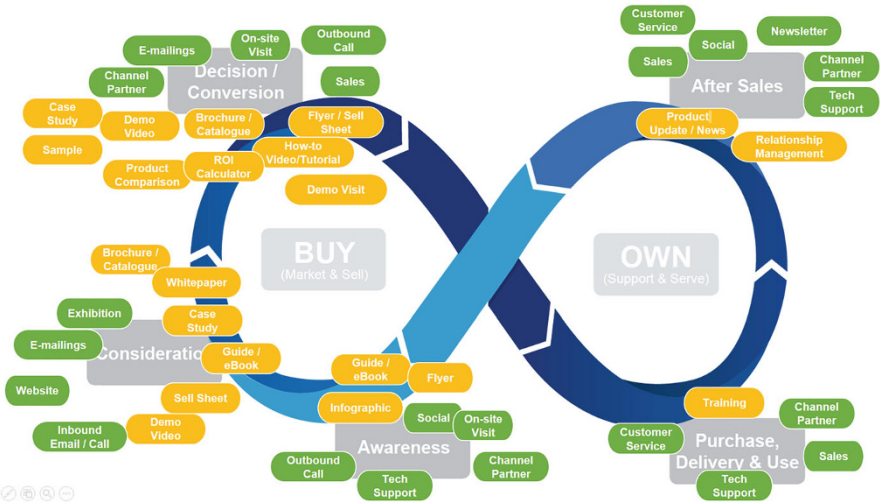 Customer
Service
Social
Newsletter
Sales
After Sales
Channel
Partner
Tech
Support
Product
Update / News
Relationship
Management
E-mailings
On-site
Visit
Outbound
Call
Channel
Partner
Decision /
Conversion
Sales
Case
Study
Demo
Video
Brochure /
Catalogue
Flyer / Sell
Sheet
Sample
How-to
Video/Tutorial
Product
Comparison
ROI
Calculator
Demo Visit
BUY
(Market & Sell)
OWN
(Support & Serve)
Brochure /
Catalogue
Whitepaper
Exhibition
Case
Study
E-mailings
Consideration
Guide /
eBook
Website
Sell Sheet
Inbound
Email / Call
Demo
Video
Guide /
eBook
Flyer
Infographic
Social
On-site
Visit
Awareness
Outbound
Call
Tech
Support
Channel
Partner
Training
Channel
Partner
Customer
Service
Purchase,
Delivery & Use
Sales
Tech
Support